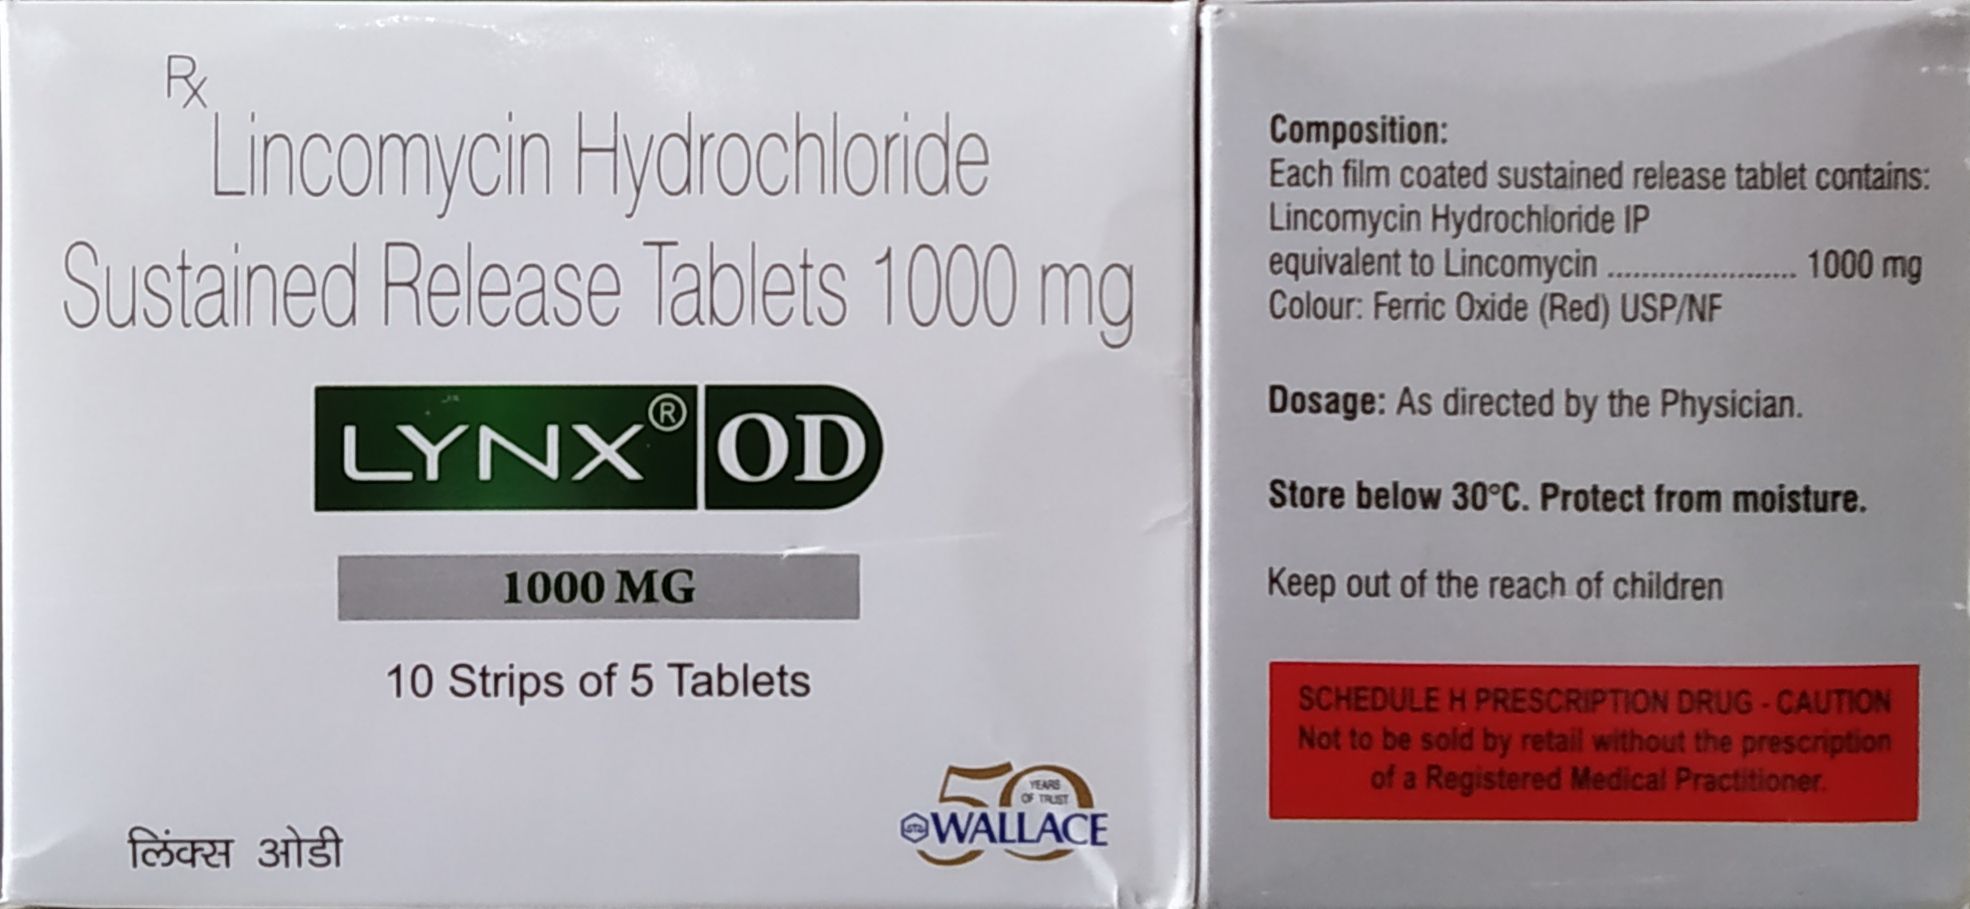 Rx
Lincomycin Hydrochloride
Sustained Release Tablets 1000 mg
LYNX® OD
1000 MG
10 Strips of 5 Tablets
लिंक्स ओडी
50 YEARS
OF TRUST
WALLACE
Composition:
Each film coated sustained release tablet contains:
Lincomycin Hydrochloride IP
equivalent to Lincomycin ...................... 1000 mg
Colour: Ferric Oxide (Red) USP/NF
Dosage: As directed by the Physician.
Store below 30°C. Protect from moisture.
Keep out of the reach of children
SCHEDULE H PRESCRIPTION DRUG - CAUTION
Not to be sold by retail without the prescription
of a Registered Medical Practitioner.